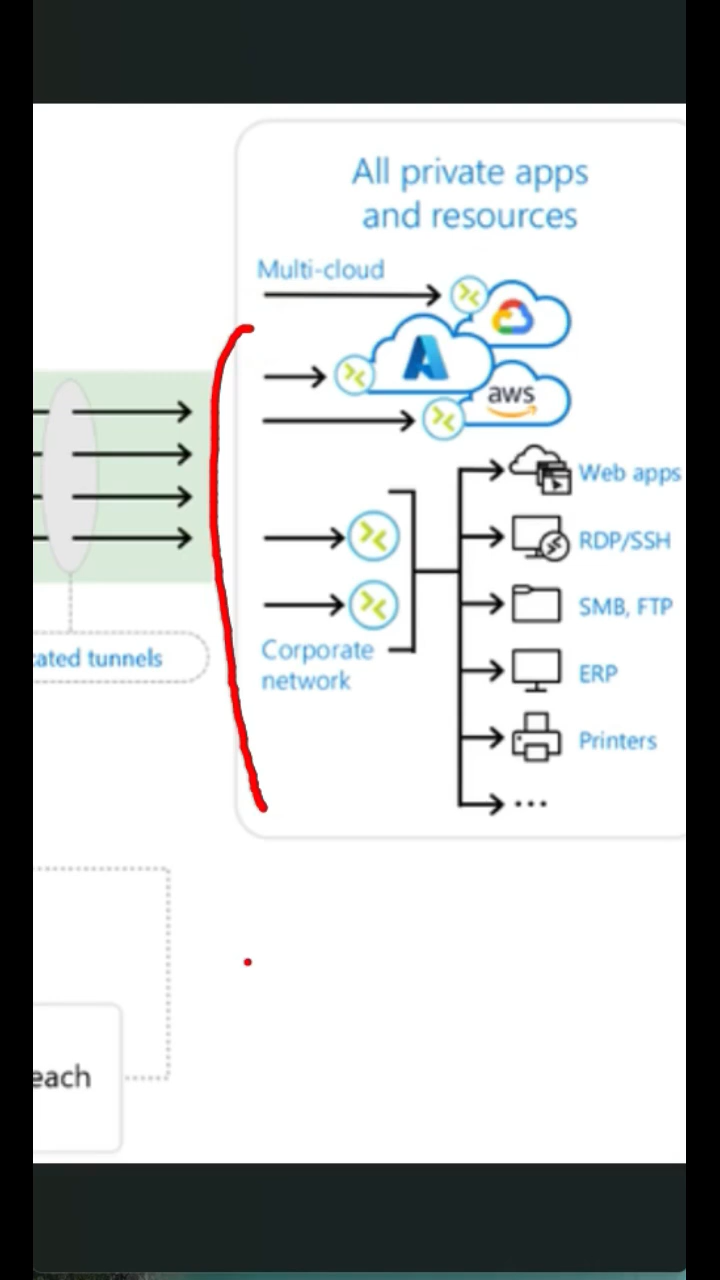 All private apps
and resources
Multi-cloud
aws
Web apps
RDP/SSH
SMB, FTP
cated tunnels
Corporate
network
ERP
Printers
...
each